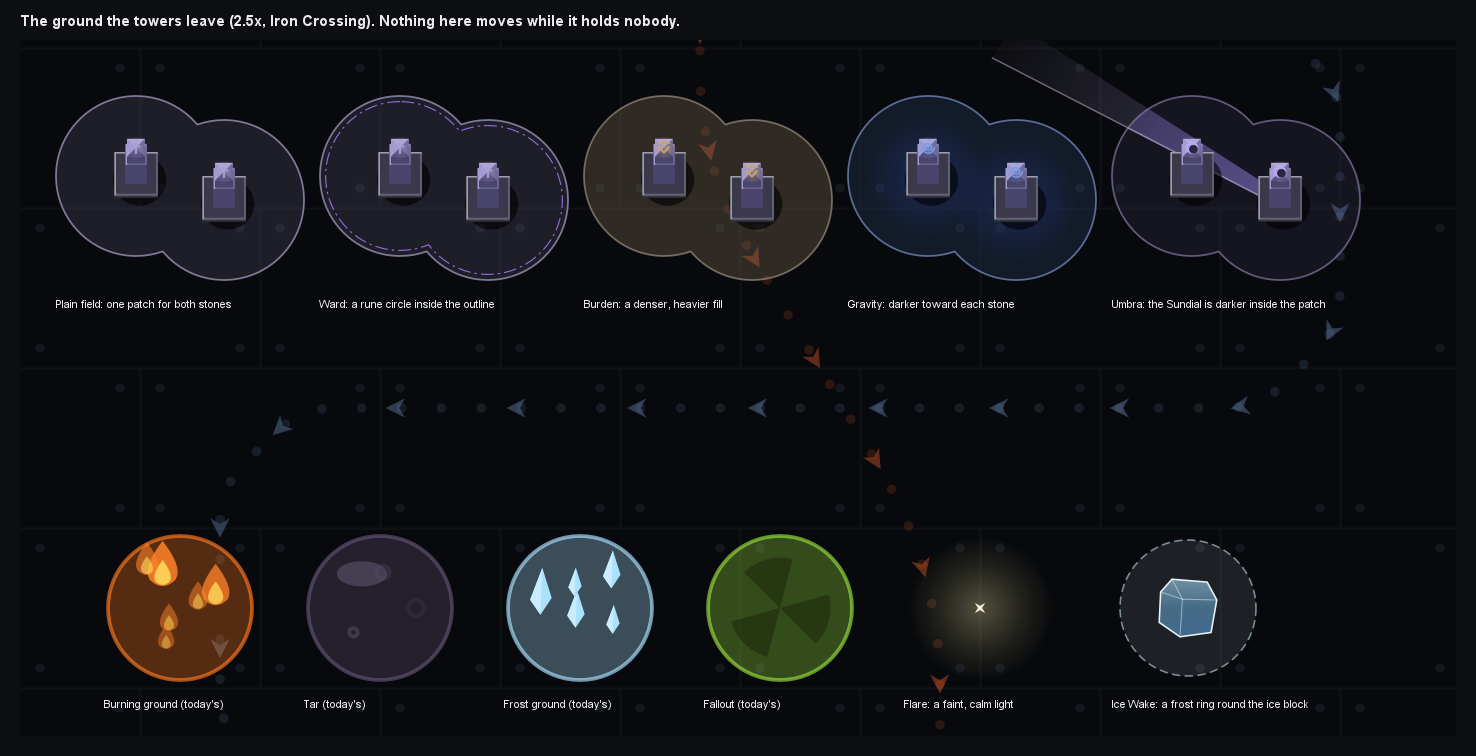 The ground the towers leave (2.5x, Iron Crossing). Nothing here moves while it holds nobody.
Plain field: one patch for both stones
Ward: a rune circle inside the outline
Burden: a denser, heavier fill
Gravity: darker toward each stone
Umbra: the Sundial is darker inside the patch
Burning ground (today's)
Tar (today's)
Frost ground (today's)
Fallout (today's)
Flare: a faint, calm light
Ice Wake: a frost ring round the ice block